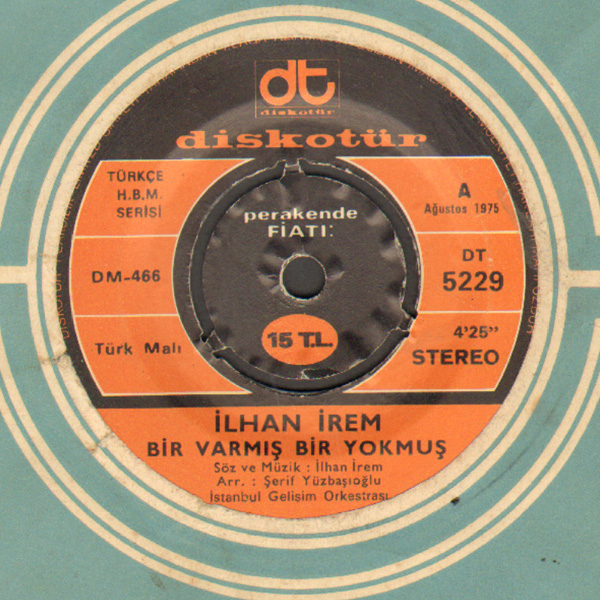 dt
diskotür
diskotür
TÜRKÇE
H.B.M.
SERİSİ
perakende
FİATI:
A
Ağustos 1975
DM-466
DT
5229
Türk Malı
15 T.L.
4'25"
STEREO
İLHAN İREM
BİR VARMIŞ BİR YOKMUŞ
Söz ve Müzik : İlhan İrem
Arr. : Şerif Yüzbaşıoğlu
İstanbul Gelişim Orkestrası